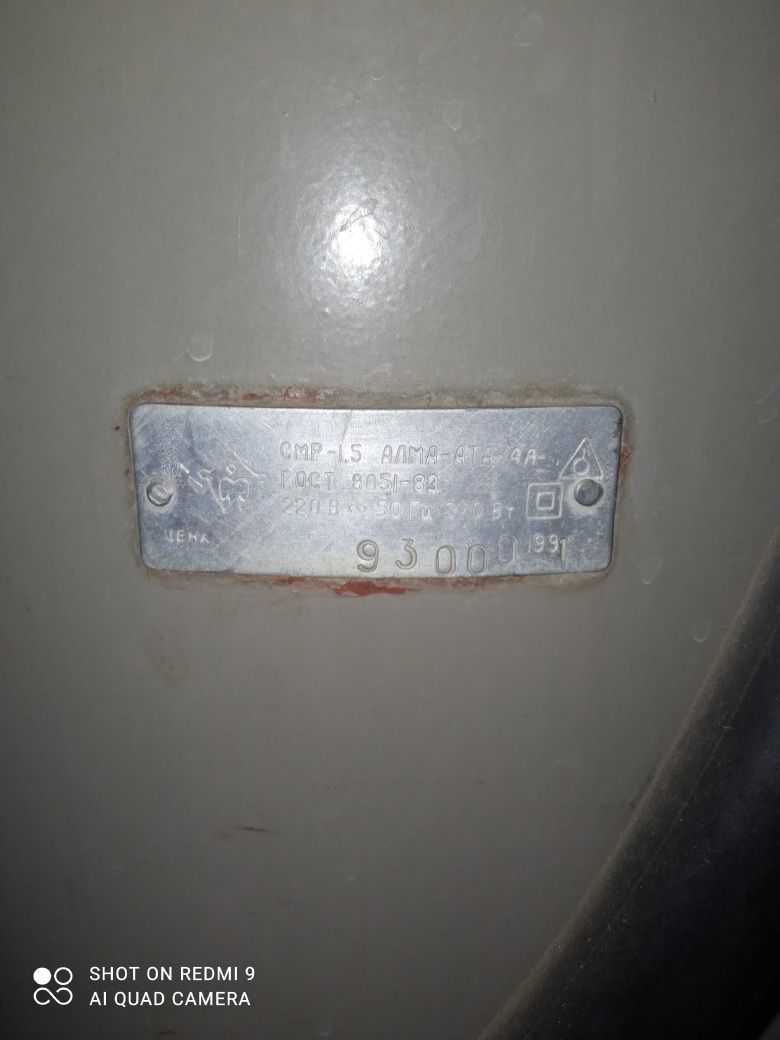 СМР-1,5 АЛМА-АТА-4А-
ГОСТ 8051-83
220 В ~ 50 Гц 320 Вт
ЦЕНА
93000
1991
SHOT ON REDMI 9
AI QUAD CAMERA